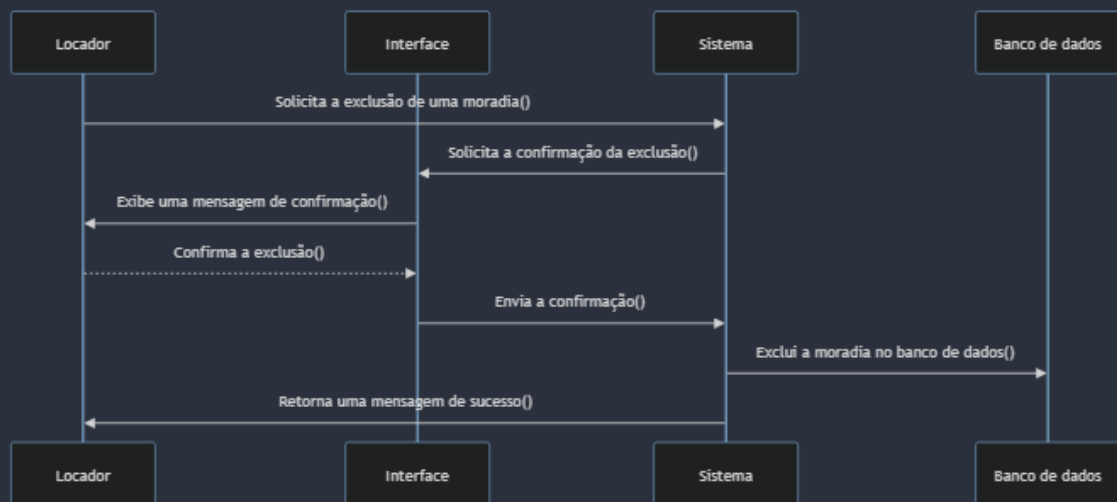 Locador
Interface
Sistema
Banco de dados
Solicita a exclusão de uma moradia()
Solicita a confirmação da exclusão()
Exibe uma mensagem de confirmação()
Confirma a exclusão()
Envia a confirmação()
Exclui a moradia no banco de dados()
Retorna uma mensagem de sucesso()
Locador
Interface
Sistema
Banco de dados